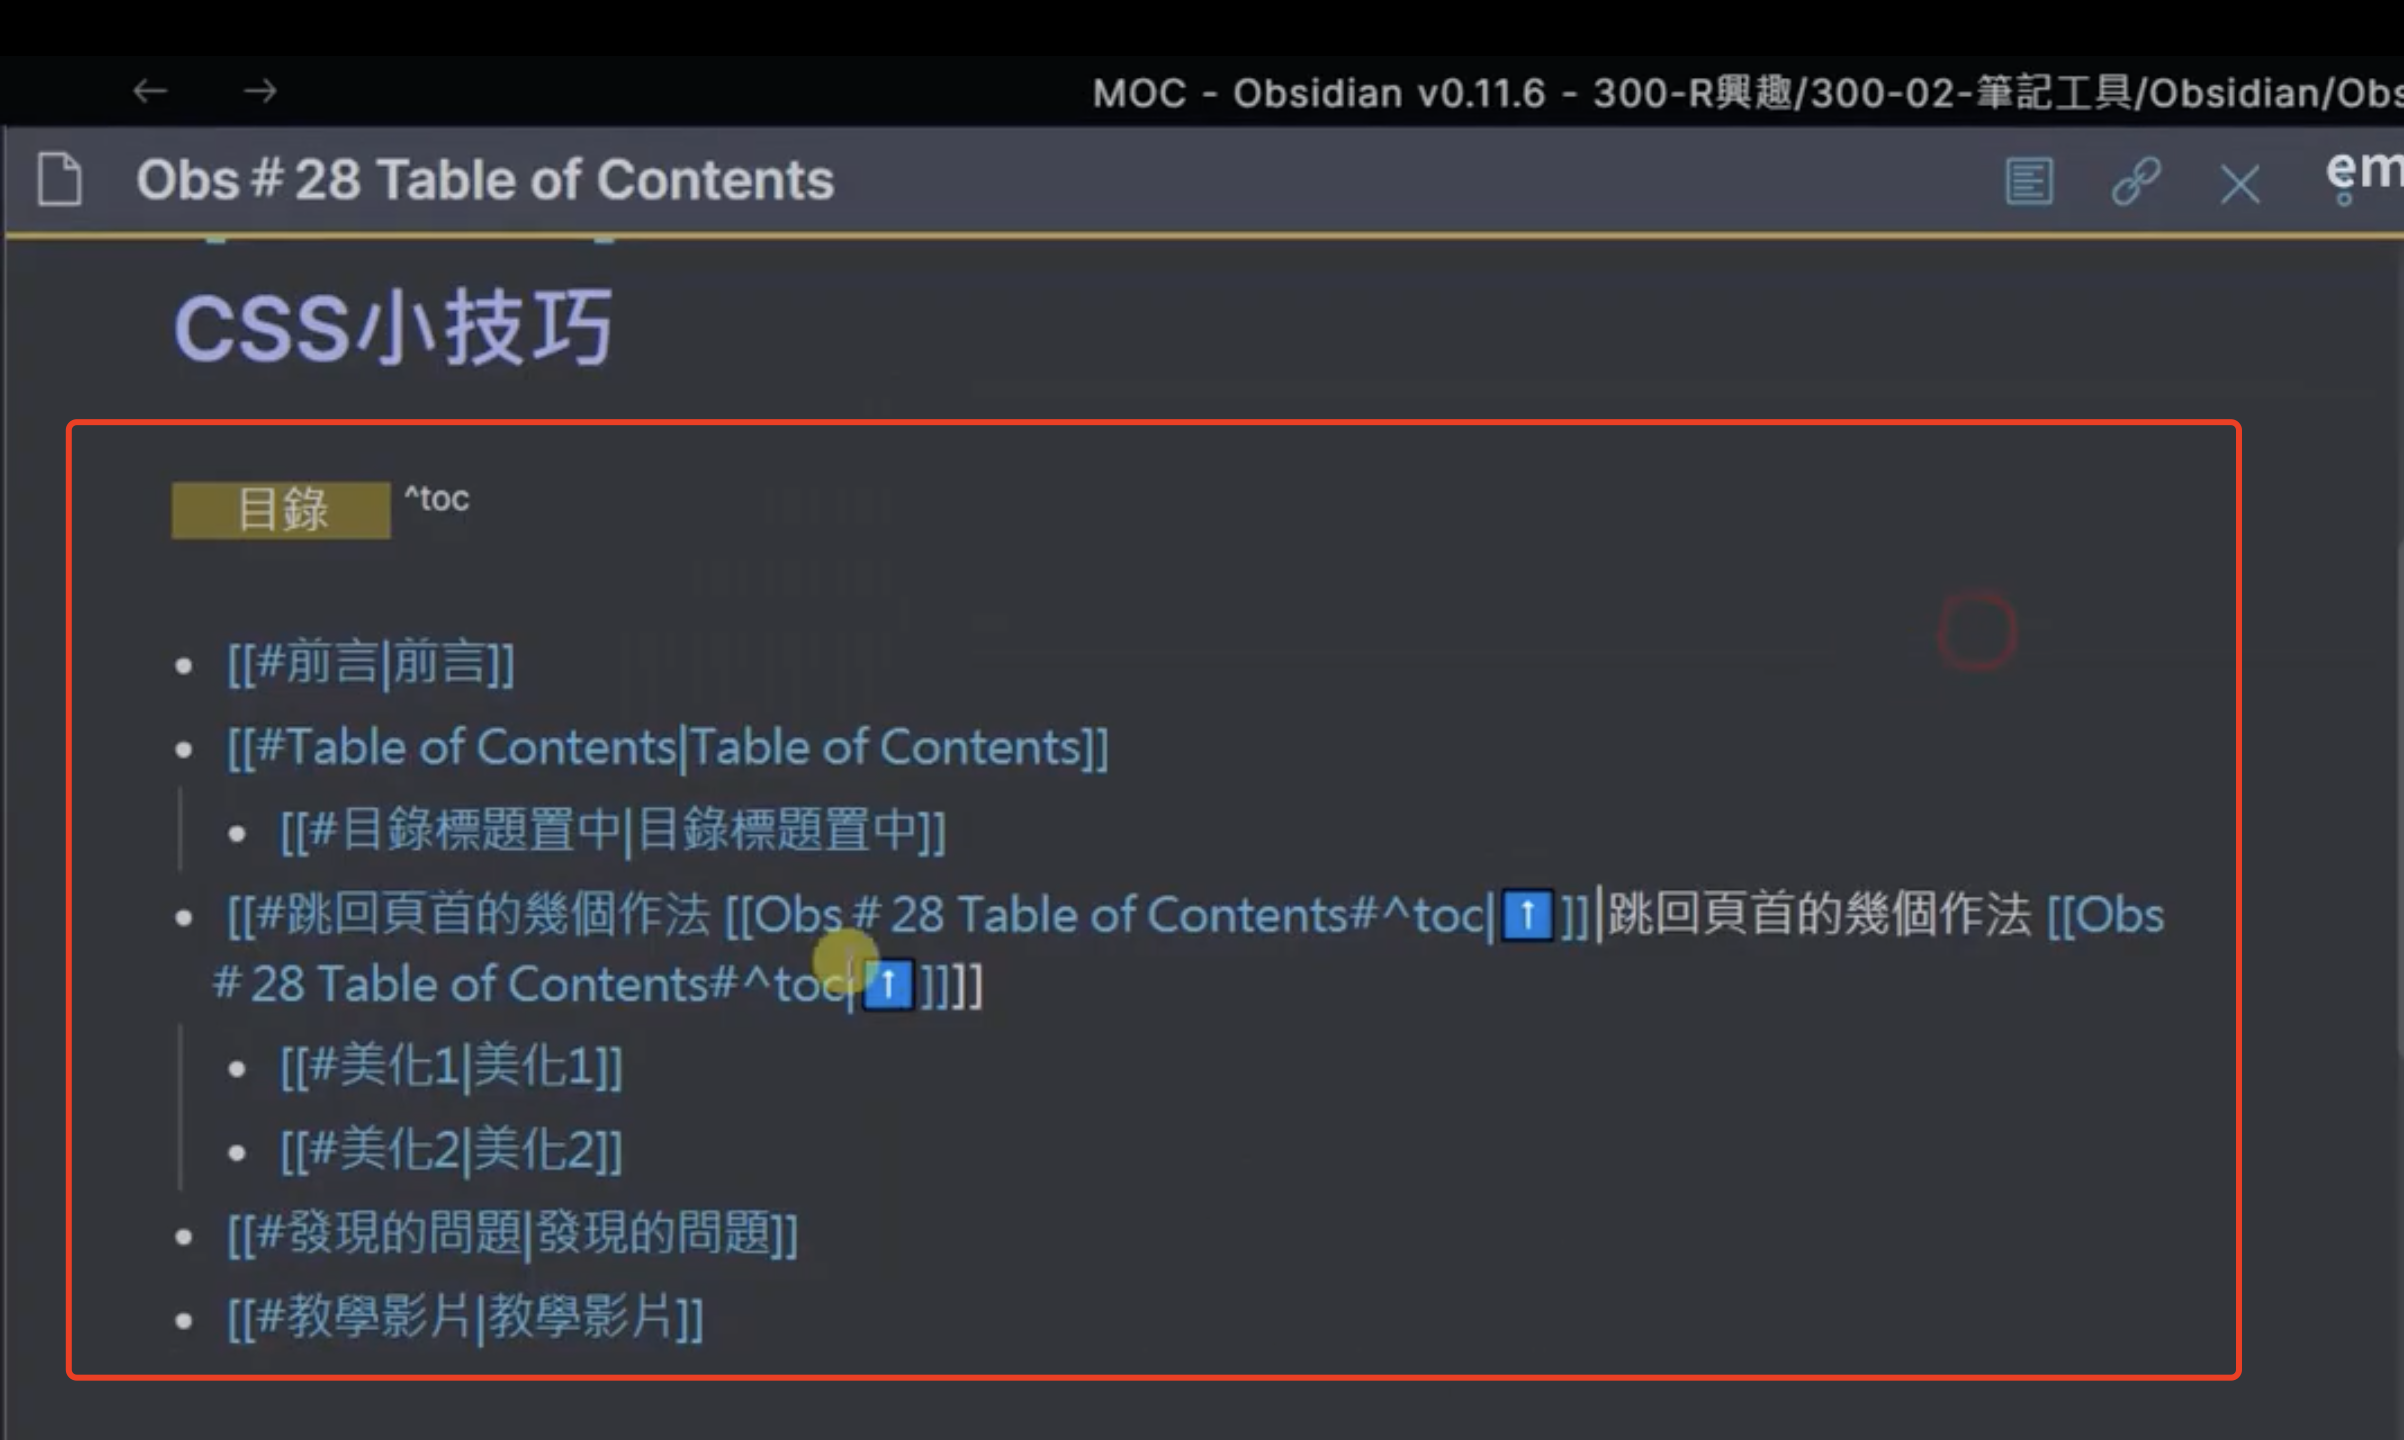 MOC - Obsidian v0.11.6 - 300-R興趣/300-02-筆記工具/Obsidian/Obs
Obs # 28 Table of Contents
em
CSS小技巧
目錄 ^toc
[[#前言|前言]]
[[#Table of Contents|Table of Contents]]
[[#目錄標題置中|目錄標題置中]]
[[#跳回頁首的幾個作法 [[Obs # 28 Table of Contents#^toc|⬆️]]|跳回頁首的幾個作法 [[Obs
# 28 Table of Contents#^toc|⬆️]]]]
[[#美化1|美化1]]
[[#美化2|美化2]]
[[#發現的問題|發現的問題]]
[[#教學影片|教學影片]]